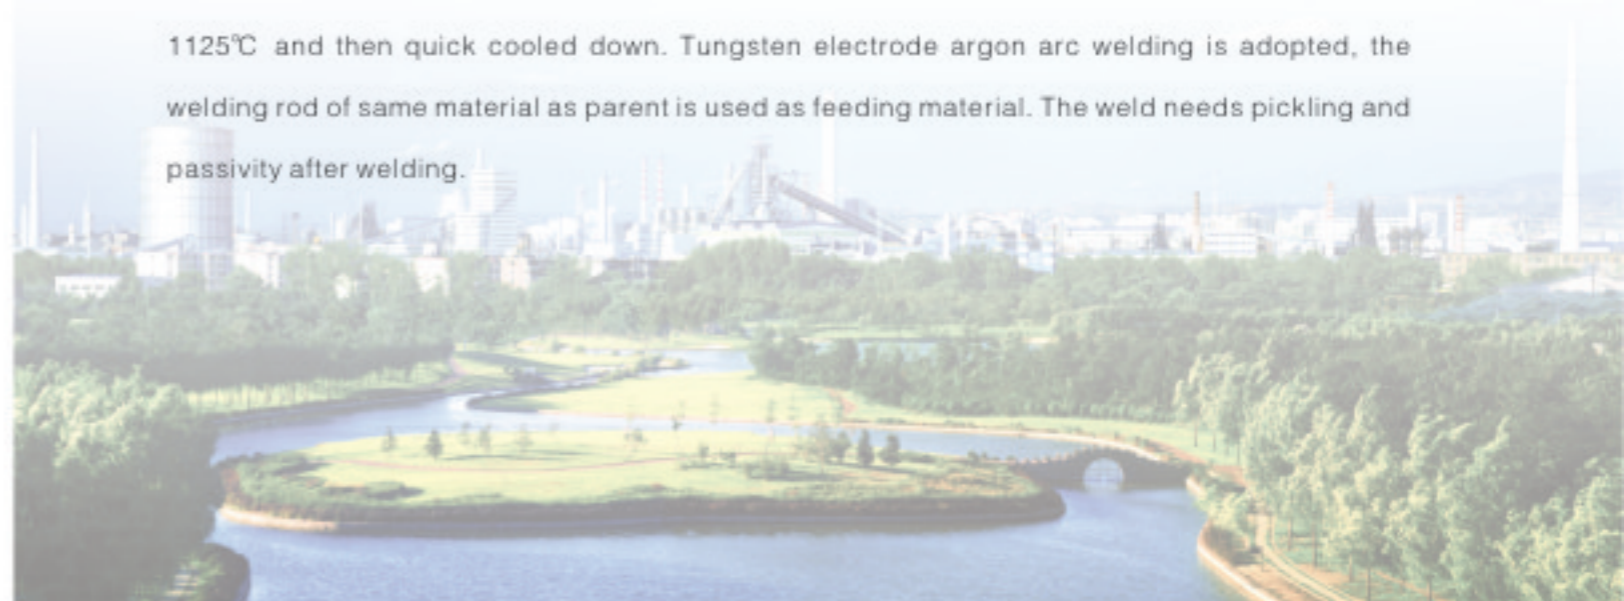 1125℃ and then quick cooled down. Tungsten electrode argon arc welding is adopted, the
welding rod of same material as parent is used as feeding material. The weld needs pickling and
passivity after welding.